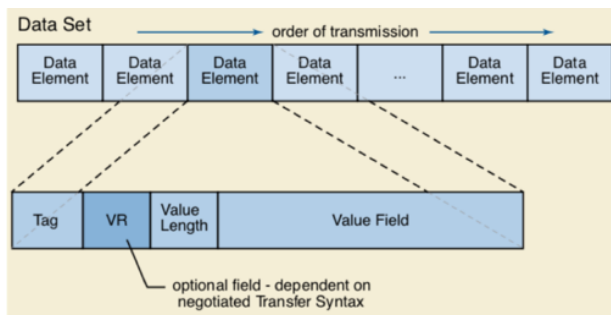 Data Set
order of transmission
Data
Element
Data
Element
Data
Element
Data
Element
...
Data
Element
Data
Element
Tag
VR
Value
Length
Value Field
optional field - dependent on
negotiated Transfer Syntax